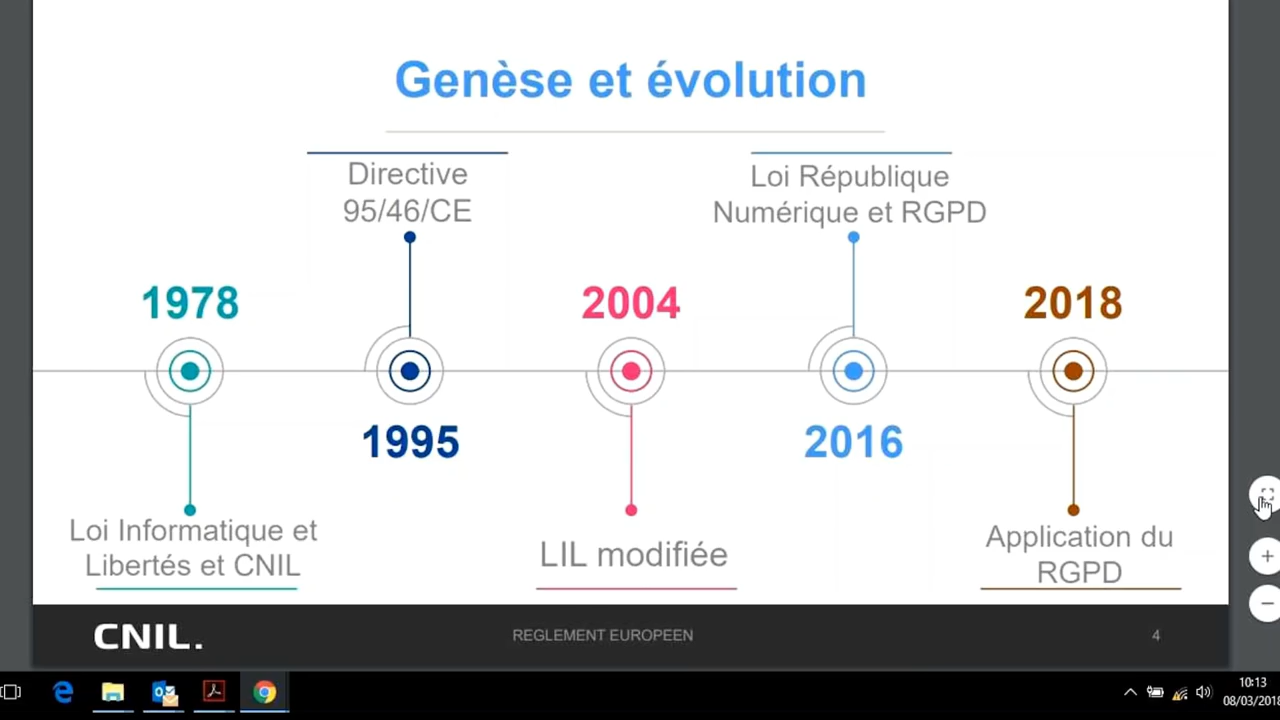 Genèse et évolution
Directive
95/46/CE
Loi République
Numérique et RGPD
1978
2004
2018
1995
2016
Loi Informatique et
Libertés et CNIL
LIL modifiée
Application du
RGPD
CNIL.
REGLEMENT EUROPEEN
4
10:13
08/03/2018